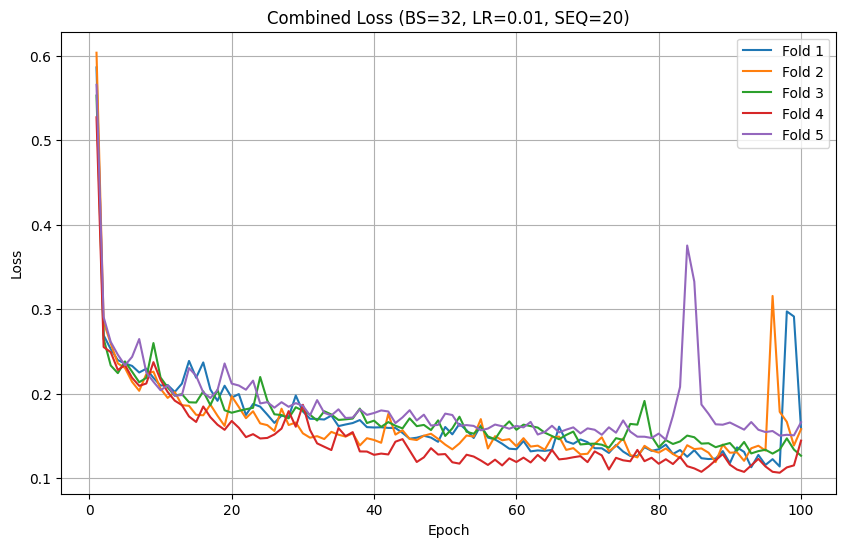 Combined Loss (BS=32, LR=0.01, SEQ=20)
Fold 1
Fold 2
Fold 3
Fold 4
Fold 5
Loss
0.6
0.5
0.4
0.3
0.2
0.1
0
20
40
60
80
100
Epoch